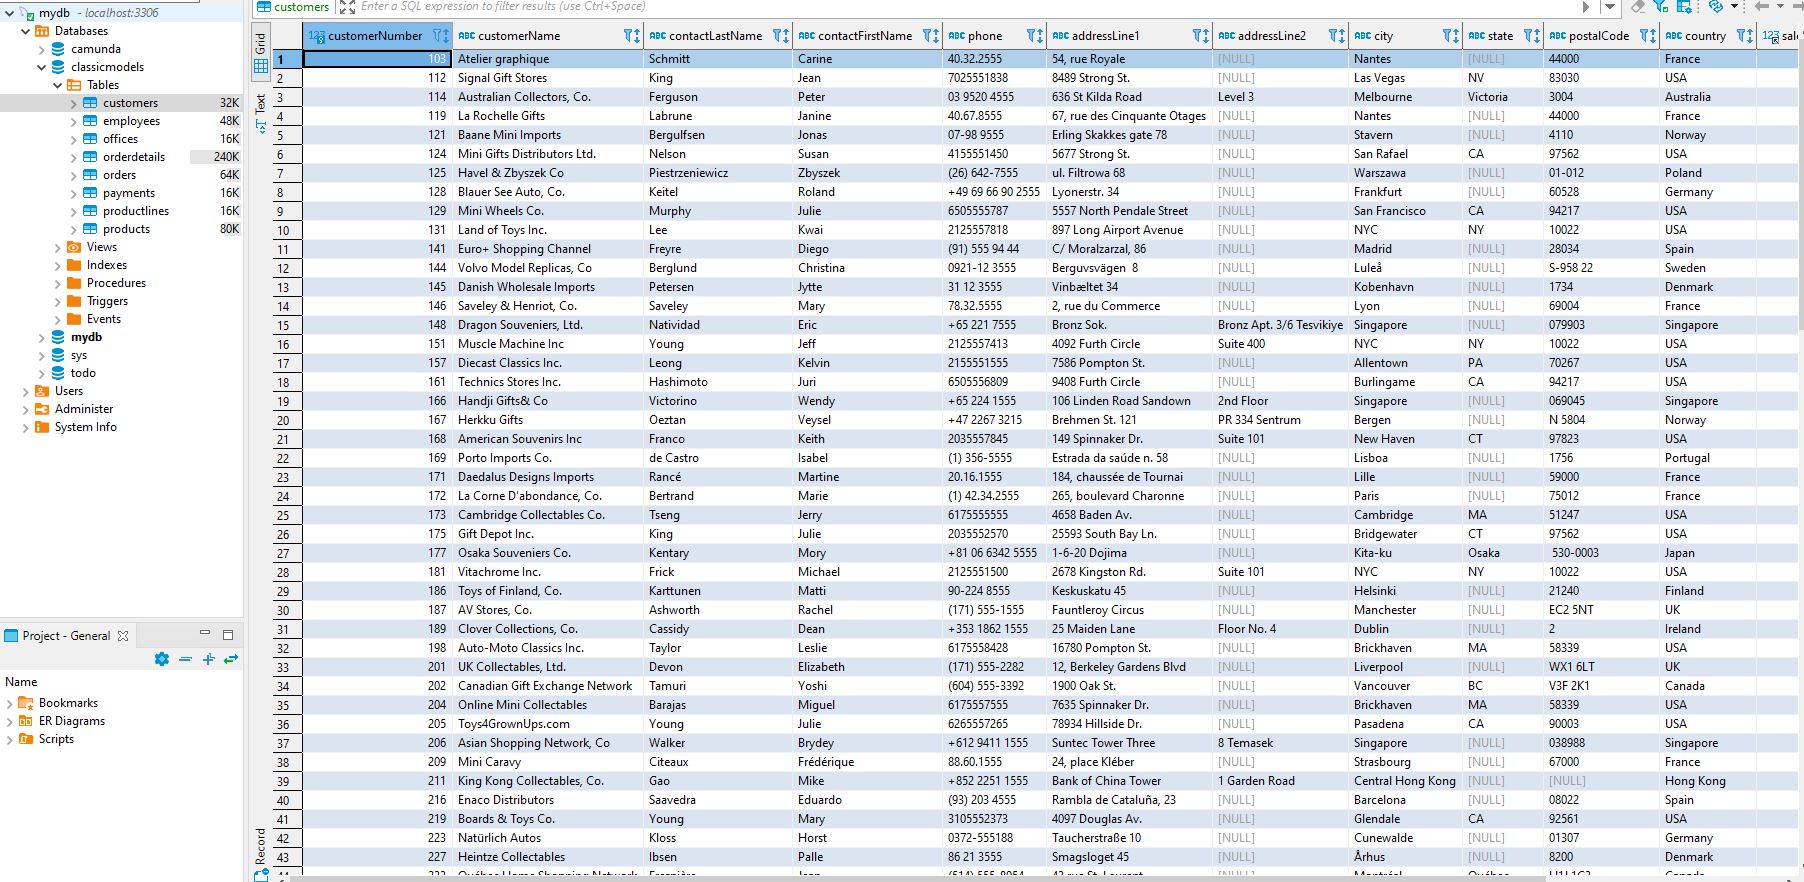 mydb - localhost:3306
Databases
camunda
classicmodels
Tables
customers 32K
employees 48K
offices 16K
orderdetails 240K
orders 64K
payments 16K
productlines 16K
products 80K
Views
Indexes
Procedures
Triggers
Events
mydb
sys
todo
Users
Administer
System Info
Project - General
Name
Bookmarks
ER Diagrams
Scripts
customers Enter a SQL expression to filter results (use Ctrl+Space)
Grid
Text
Record
123 customerNumber ABC customerName ABC contactLastName ABC contactFirstName ABC phone ABC addressLine1 ABC addressLine2 ABC city ABC state ABC postalCode ABC country 123 sal
1 103 Atelier graphique Schmitt Carine 40.32.2555 54, rue Royale [NULL] Nantes [NULL] 44000 France
2 112 Signal Gift Stores King Jean 7025551838 8489 Strong St. [NULL] Las Vegas NV 83030 USA
3 114 Australian Collectors, Co. Ferguson Peter 03 9520 4555 636 St Kilda Road Level 3 Melbourne Victoria 3004 Australia
4 119 La Rochelle Gifts Labrune Janine 40.67.8555 67, rue des Cinquante Otages [NULL] Nantes [NULL] 44000 France
5 121 Baane Mini Imports Bergulfsen Jonas 07-98 9555 Erling Skakkes gate 78 [NULL] Stavern [NULL] 4110 Norway
6 124 Mini Gifts Distributors Ltd. Nelson Susan 4155551450 5677 Strong St. [NULL] San Rafael CA 97562 USA
7 125 Havel & Zbyszek Co Piestrzeniewicz Zbyszek (26) 642-7555 ul. Filtrowa 68 [NULL] Warszawa [NULL] 01-012 Poland
8 128 Blauer See Auto, Co. Keitel Roland +49 69 66 90 2555 Lyonerstr. 34 [NULL] Frankfurt [NULL] 60528 Germany
9 129 Mini Wheels Co. Murphy Julie 6505555787 5557 North Pendale Street [NULL] San Francisco CA 94217 USA
10 131 Land of Toys Inc. Lee Kwai 2125557818 897 Long Airport Avenue [NULL] NYC NY 10022 USA
11 141 Euro+ Shopping Channel Freyre Diego (91) 555 94 44 C/ Moralzarzal, 86 [NULL] Madrid [NULL] 28034 Spain
12 144 Volvo Model Replicas, Co Berglund Christina 0921-12 3555 Berguvsvägen 8 [NULL] Luleå [NULL] S-958 22 Sweden
13 145 Danish Wholesale Imports Petersen Jytte 31 12 3555 Vinbæltet 34 [NULL] Kobenhavn [NULL] 1734 Denmark
14 146 Saveley & Henriot, Co. Saveley Mary 78.32.5555 2, rue du Commerce [NULL] Lyon [NULL] 69004 France
15 148 Dragon Souveniers, Ltd. Natividad Eric +65 221 7555 Bronz Sok. Bronz Apt. 3/6 Tesvikiye Singapore [NULL] 079903 Singapore
16 151 Muscle Machine Inc Young Jeff 2125557413 4092 Furth Circle Suite 400 NYC NY 10022 USA
17 157 Diecast Classics Inc. Leong Kelvin 2155551555 7586 Pompton St. [NULL] Allentown PA 70267 USA
18 161 Technics Stores Inc. Hashimoto Juri 6505556809 9408 Furth Circle [NULL] Burlingame CA 94217 USA
19 166 Handji Gifts& Co Victorino Wendy +65 224 1555 106 Linden Road Sandown 2nd Floor Singapore [NULL] 069045 Singapore
20 167 Herkku Gifts Oeztan Veysel +47 2267 3215 Brehmen St. 121 PR 334 Sentrum Bergen [NULL] N 5804 Norway
21 168 American Souvenirs Inc Franco Keith 2035557845 149 Spinnaker Dr. Suite 101 New Haven CT 97823 USA
22 169 Porto Imports Co. de Castro Isabel (1) 356-5555 Estrada da saúde n. 58 [NULL] Lisboa [NULL] 1756 Portugal
23 171 Daedalus Designs Imports Rancé Martine 20.16.1555 184, chaussée de Tournai [NULL] Lille [NULL] 59000 France
24 172 La Corne D'abondance, Co. Bertrand Marie (1) 42.34.2555 265, boulevard Charonne [NULL] Paris [NULL] 75012 France
25 173 Cambridge Collectables Co. Tseng Jerry 6175555555 4658 Baden Av. [NULL] Cambridge MA 51247 USA
26 175 Gift Depot Inc. King Julie 2035552570 25593 South Bay Ln. [NULL] Bridgewater CT 97562 USA
27 177 Osaka Souveniers Co. Kentary Mory +81 06 6342 5555 1-6-20 Dojima [NULL] Kita-ku Osaka 530-0003 Japan
28 181 Vitachrome Inc. Frick Michael 2125551500 2678 Kingston Rd. Suite 101 NYC NY 10022 USA
29 186 Toys of Finland, Co. Karttunen Matti 90-224 8555 Keskuskatu 45 [NULL] Helsinki [NULL] 21240 Finland
30 187 AV Stores, Co. Ashworth Rachel (171) 555-1555 Fauntleroy Circus [NULL] Manchester [NULL] EC2 5NT UK
31 189 Clover Collections, Co. Cassidy Dean +353 1862 1555 25 Maiden Lane Floor No. 4 Dublin [NULL] 2 Ireland
32 198 Auto-Moto Classics Inc. Taylor Leslie 6175558428 16780 Pompton St. [NULL] Brickhaven MA 58339 USA
33 201 UK Collectables, Ltd. Devon Elizabeth (171) 555-2282 12, Berkeley Gardens Blvd [NULL] Liverpool [NULL] WX1 6LT UK
34 202 Canadian Gift Exchange Network Tamuri Yoshi (604) 555-3392 1900 Oak St. [NULL] Vancouver BC V3F 2K1 Canada
35 204 Online Mini Collectables Barajas Miguel 6175557555 7635 Spinnaker Dr. [NULL] Brickhaven MA 58339 USA
36 205 Toys4GrownUps.com Young Julie 6265557265 78934 Hillside Dr. [NULL] Pasadena CA 90003 USA
37 206 Asian Shopping Network, Co Walker Brydey +612 9411 1555 Suntec Tower Three 8 Temasek Singapore [NULL] 038988 Singapore
38 209 Mini Caravy Citeaux Frédérique 88.60.1555 24, place Kléber [NULL] Strasbourg [NULL] 67000 France
39 211 King Kong Collectables, Co. Gao Mike +852 2251 1555 Bank of China Tower 1 Garden Road Central Hong Kong [NULL] [NULL] Hong Kong
40 216 Enaco Distributors Saavedra Eduardo (93) 203 4555 Rambla de Cataluña, 23 [NULL] Barcelona [NULL] 08022 Spain
41 219 Boards & Toys Co. Young Mary 3105552373 4097 Douglas Av. [NULL] Glendale CA 92561 USA
42 223 Natürlich Autos Kloss Horst 0372-555188 Taucherstraße 10 [NULL] Cunewalde [NULL] 01307 Germany
43 227 Heintze Collectables Ibsen Palle 86 21 3555 Smagsloget 45 [NULL] Århus [NULL] 8200 Denmark